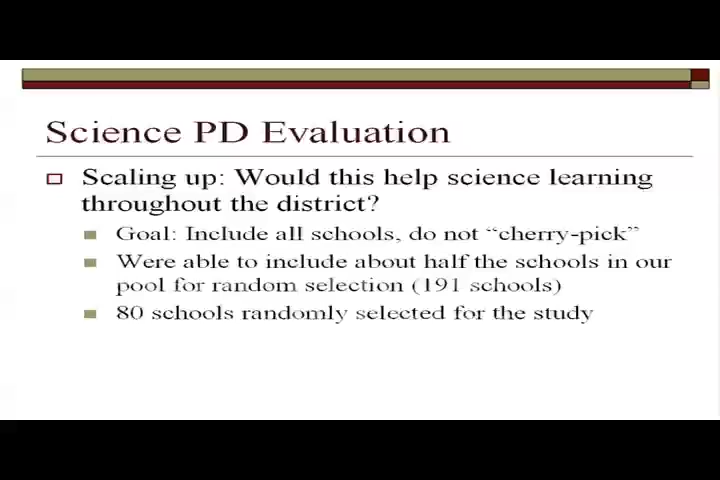 Science PD Evaluation
Scaling up: Would this help science learning
throughout the district?
Goal: Include all schools, do not “cherry-pick”
Were able to include about half the schools in our
pool for random selection (191 schools)
80 schools randomly selected for the study